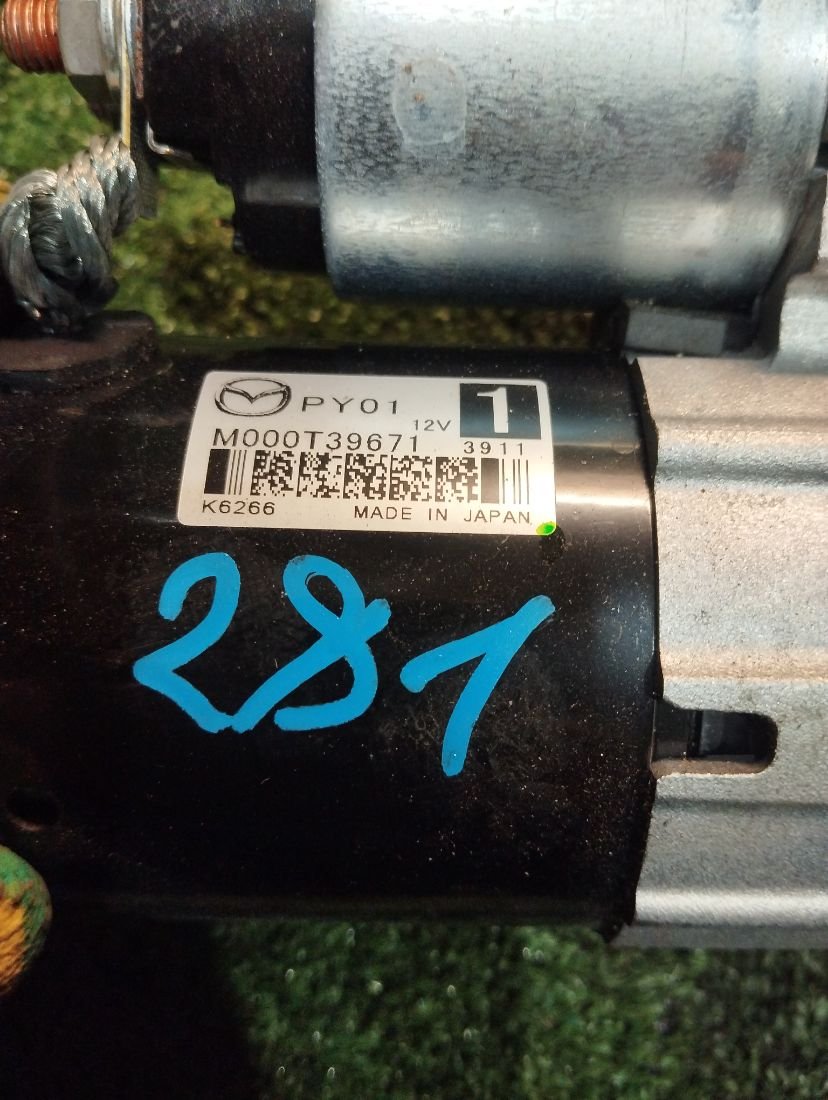 PY01
12V
1
M000T39671
3911
K6266
MADE IN JAPAN
281